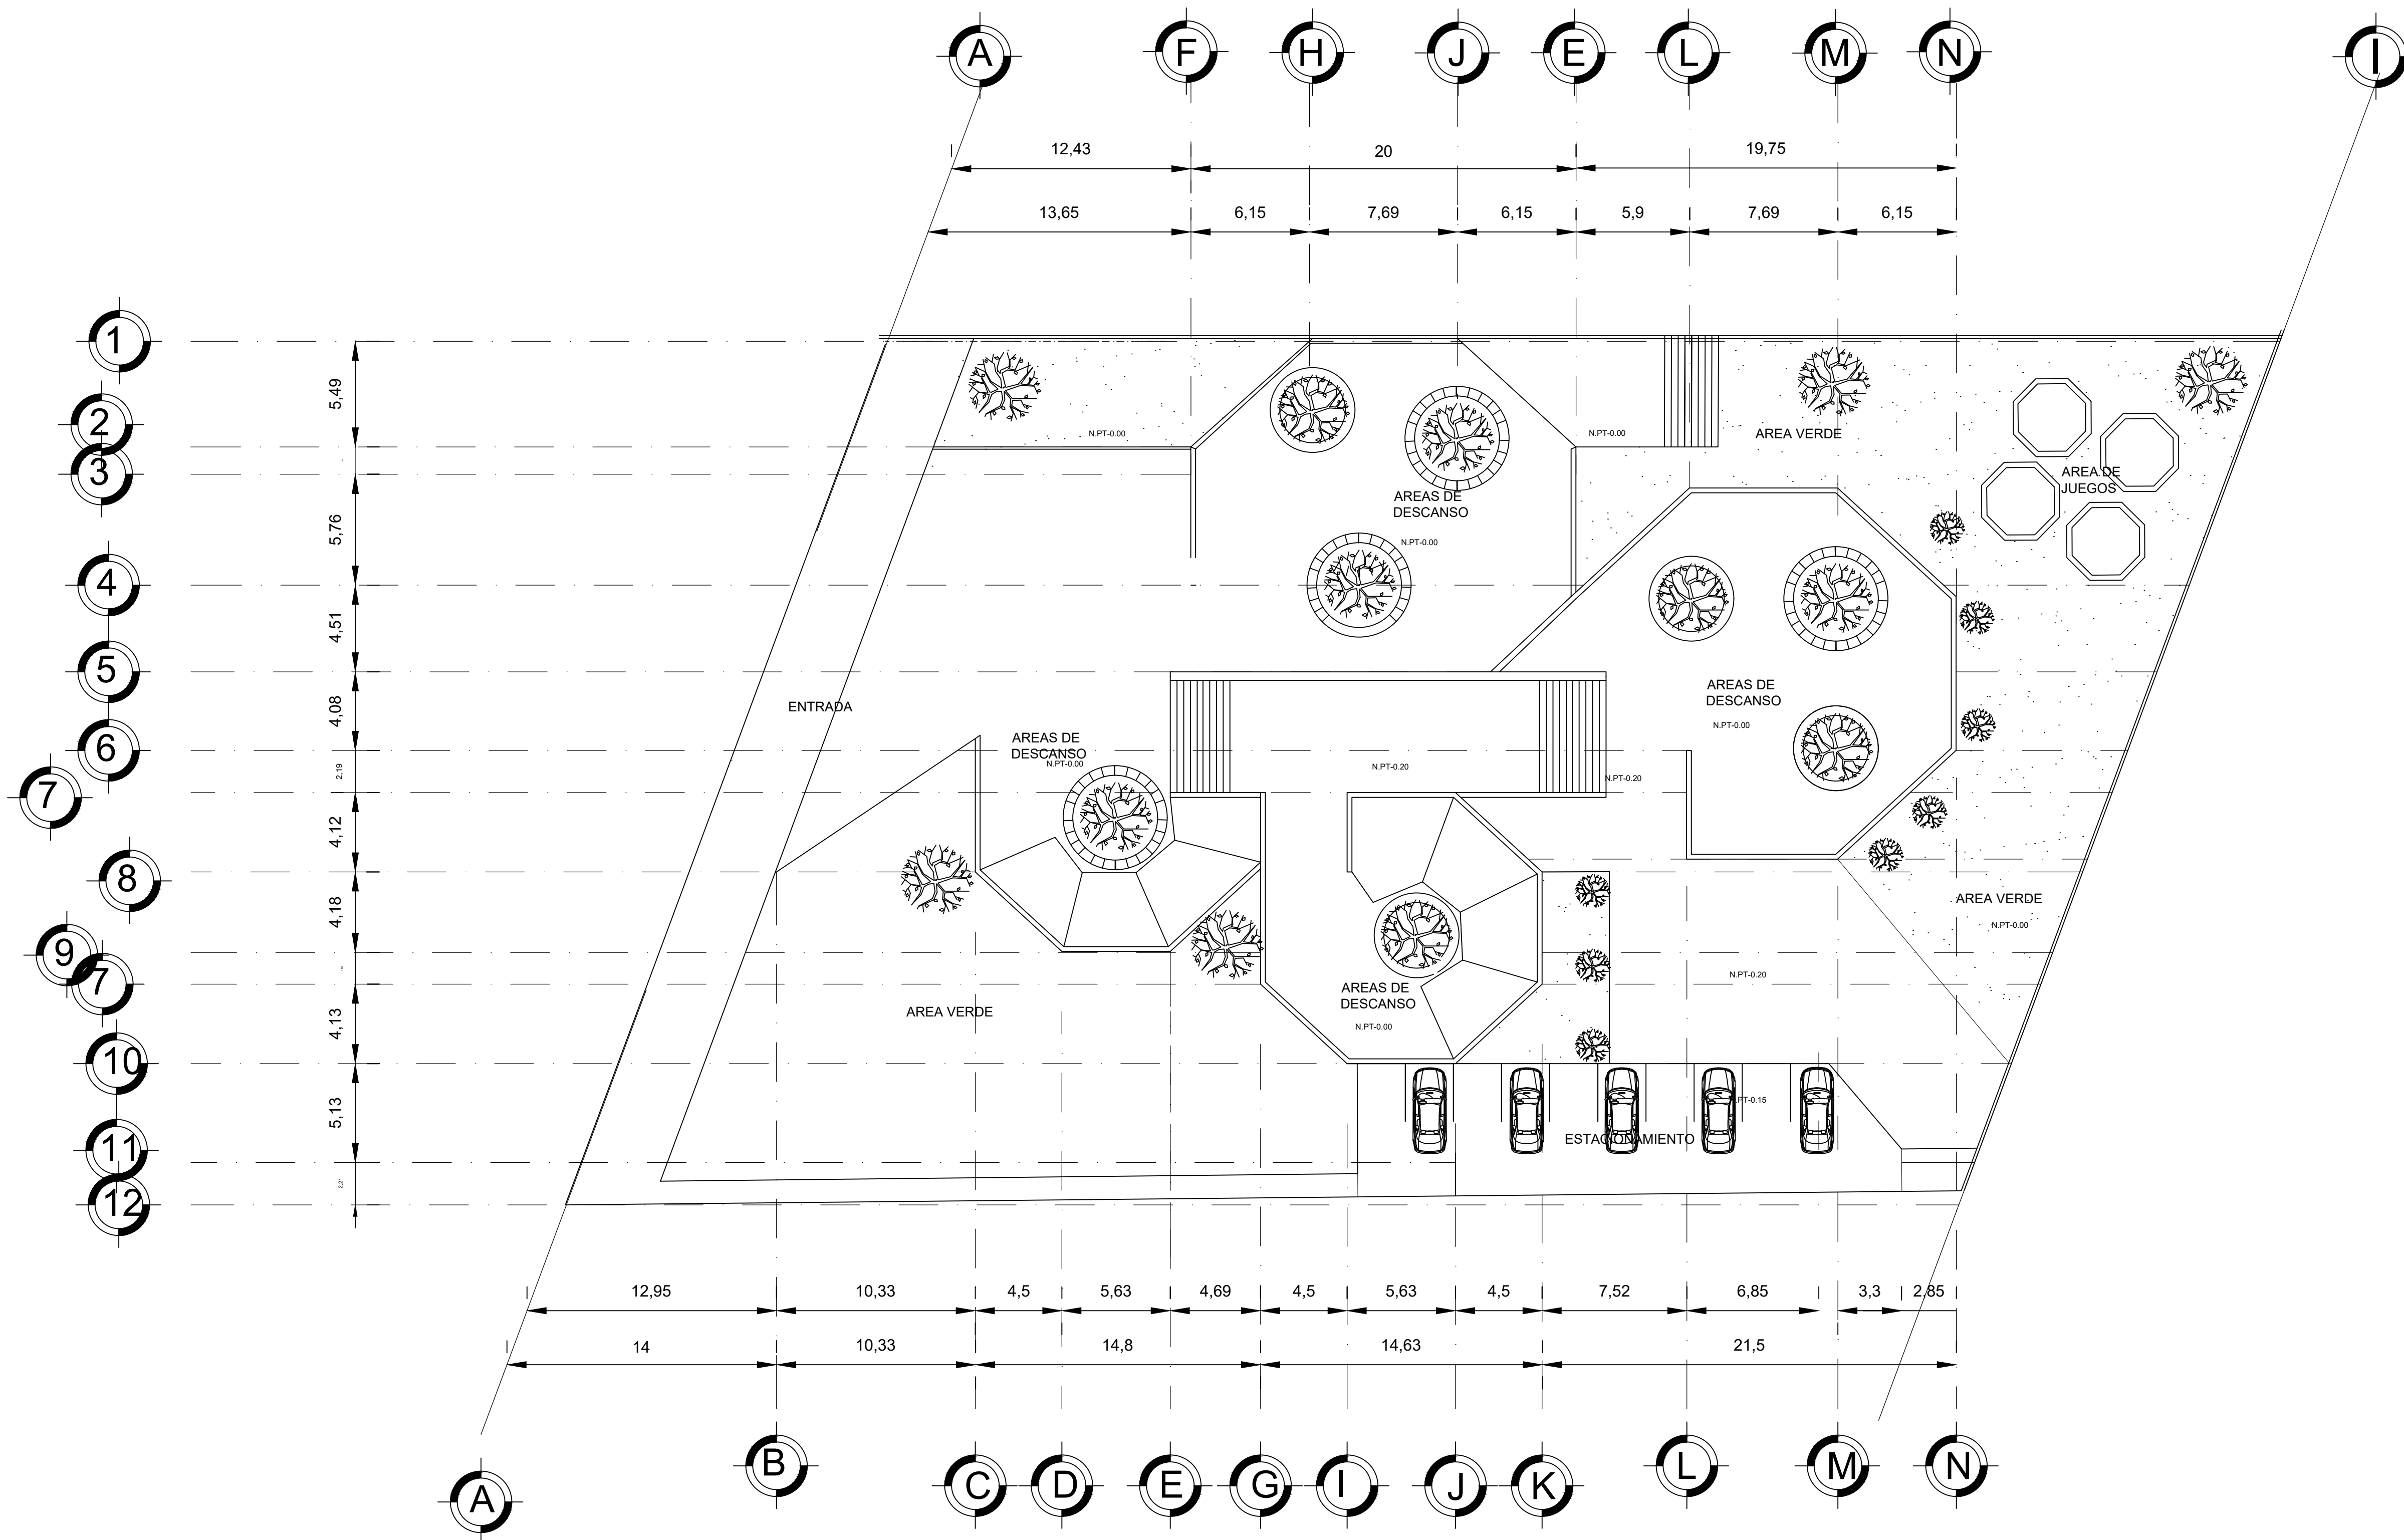 A F H J E L M N I
12,43 20 19,75
13,65 6,15 7,69 6,15 5,9 7,69 6,15
1
5,49
2
N.PT-0.00 N.PT-0.00 AREA VERDE
3
AREA DE
JUEGOS
AREAS DE
DESCANSO
5,76
N.PT-0.00
4
4,51
5
4,08
ENTRADA
AREAS DE
DESCANSO
N.PT-0.00
6
AREAS DE
DESCANSO
N.PT-0.00
2,19
N.PT-0.20
N.PT-0.20
7
4,12
8
4,18
AREA VERDE
N.PT-0.00
9
7
N.PT-0.20
AREAS DE
DESCANSO
N.PT-0.00
AREA VERDE
4,13
10
5,13
PT-0.15
ESTACIONAMIENTO
11
2,21
12
12,95 10,33 4,5 5,63 4,69 4,5 5,63 4,5 7,52 6,85 3,3 2,85
14 10,33 14,8 14,63 21,5
A B C D E G I J K L M N